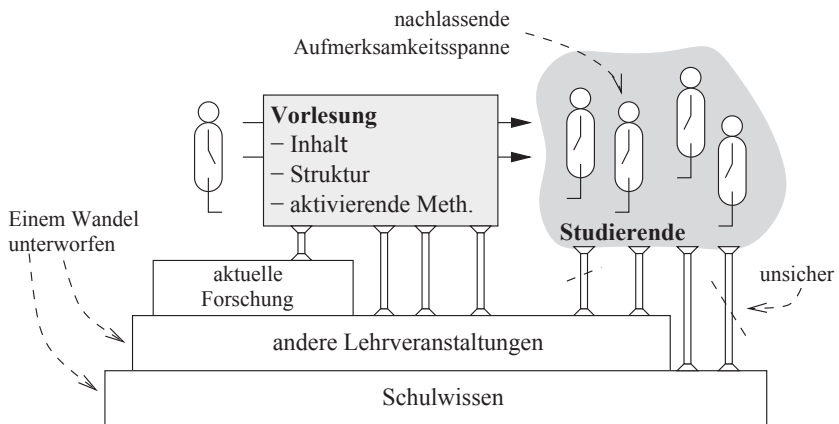 nachlassende
Aufmerksamkeitsspanne
Vorlesung
– Inhalt
– Struktur
– aktivierende Meth.
Studierende
Einem Wandel
unterworfen
aktuelle
Forschung
unsicher
andere Lehrveranstaltungen
Schulwissen